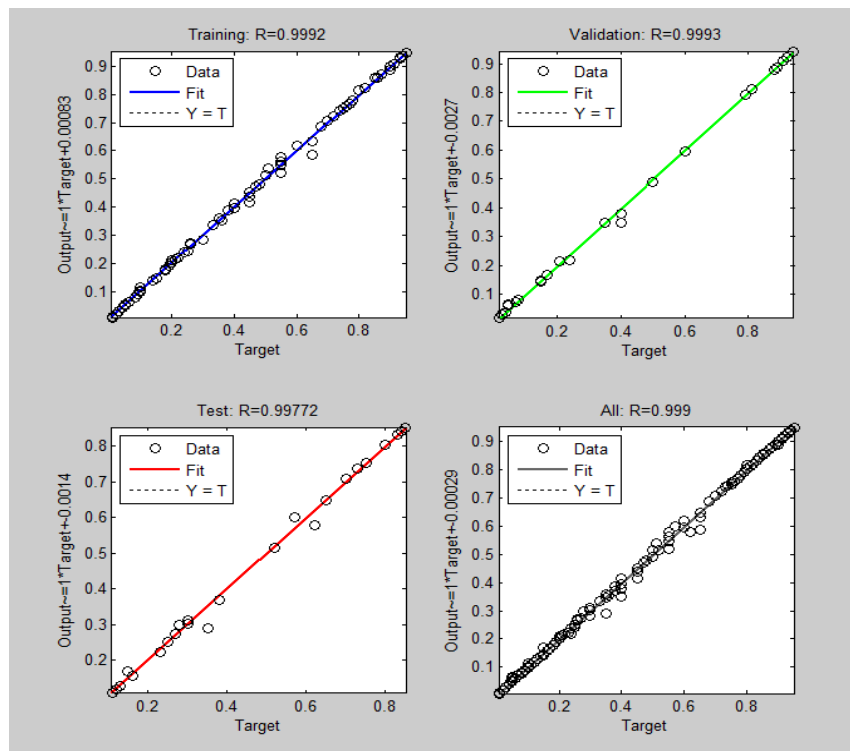 Training: R=0.9992
Output~=1*Target+0.00083
0.9
0.8
0.7
0.6
0.5
0.4
0.3
0.2
0.1
Data
Fit
Y = T
0.2 0.4 0.6 0.8
Target
Validation: R=0.9993
Output~=1*Target+-0.0027
0.9
0.8
0.7
0.6
0.5
0.4
0.3
0.2
0.1
Data
Fit
Y = T
0.2 0.4 0.6 0.8
Target
Test: R=0.99772
Output~=1*Target+-0.0014
0.8
0.7
0.6
0.5
0.4
0.3
0.2
Data
Fit
Y = T
0.2 0.4 0.6 0.8
Target
All: R=0.999
Output~=1*Target+-0.00029
0.9
0.8
0.7
0.6
0.5
0.4
0.3
0.2
0.1
Data
Fit
Y = T
0.2 0.4 0.6 0.8
Target